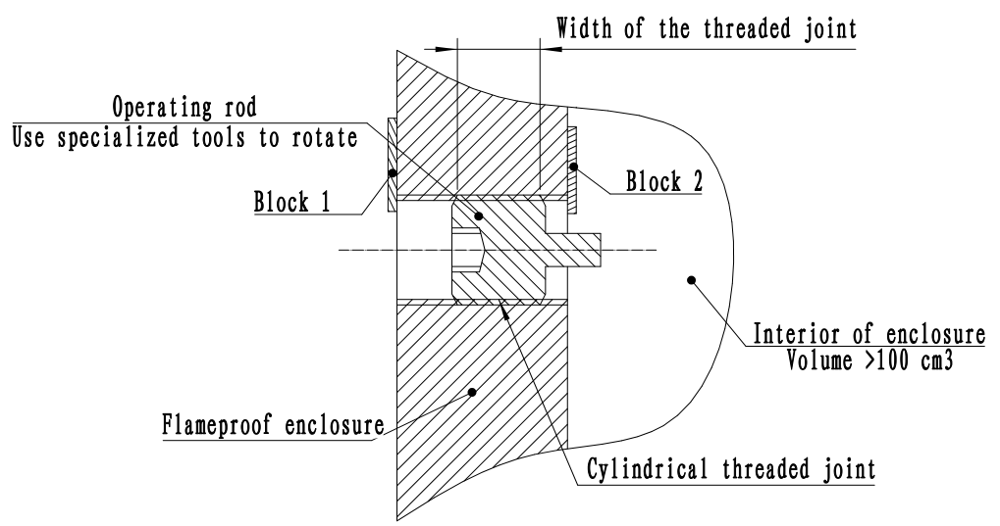 Width of the threaded joint
Operating rod
Use specialized tools to rotate
Block 1
Block 2
Interior of enclosure
Volume >100 cm3
Flameproof enclosure
Cylindrical threaded joint